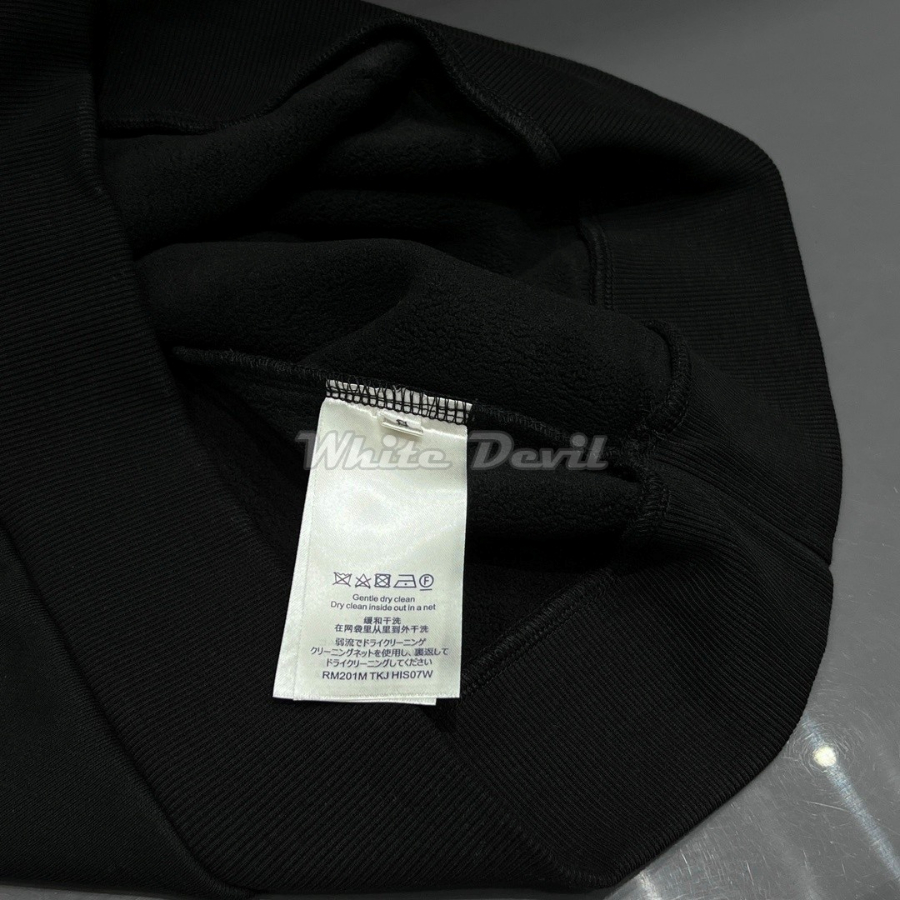 White Devil
Gentle dry clean
Dry clean inside out in a net
缓和干洗
在网袋里从里到外干洗
弱流でドライクリーニング
クリーニングネットを使用し、裏返して
ドライクリーニングしてください
RM201M TKJ HIS07W